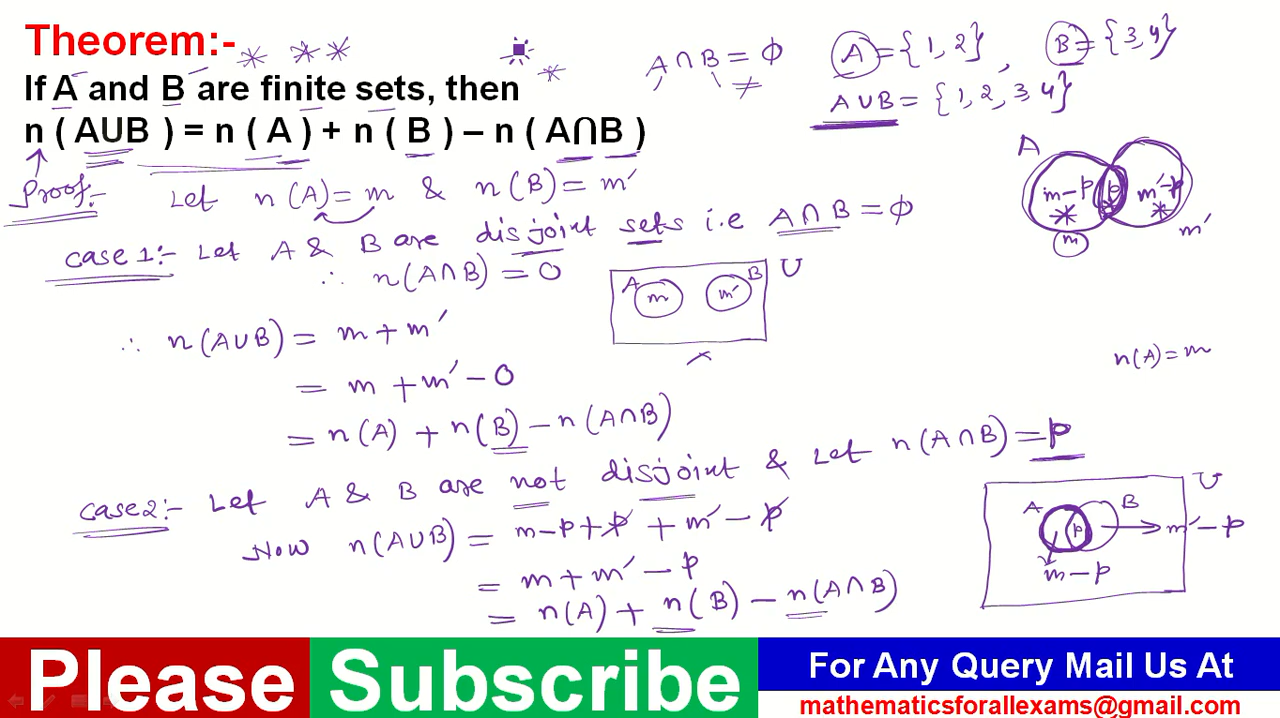 Theorem:-
If A and B are finite sets, then
n ( AUB ) = n ( A ) + n ( B ) – n ( A∩B )
A∩B = ϕ
≠
A = {1, 2} , B = {3, 4}
A∪B = {1, 2, 3, 4}
Proof:- Let n(A) = m & n(B) = m'
A
m-p p m'-p
m m'
case 1:- Let A & B are disjoint sets i.e A∩B = ϕ
∴ n(A∩B) = 0
A m B m' U
∴ n(A∪B) = m + m'
= m + m' - 0
= n(A) + n(B) - n(A∩B)
n(A) = m
case 2:- Let A & B are not disjoint & Let n(A∩B) = p
Now n(A∪B) = m-p+p + m' - p
= m + m' - p
= n(A) + n(B) - n(A∩B)
U
A B
p m'-p
m-p
Please Subscribe
For Any Query Mail Us At
mathematicsforallexams@gmail.com